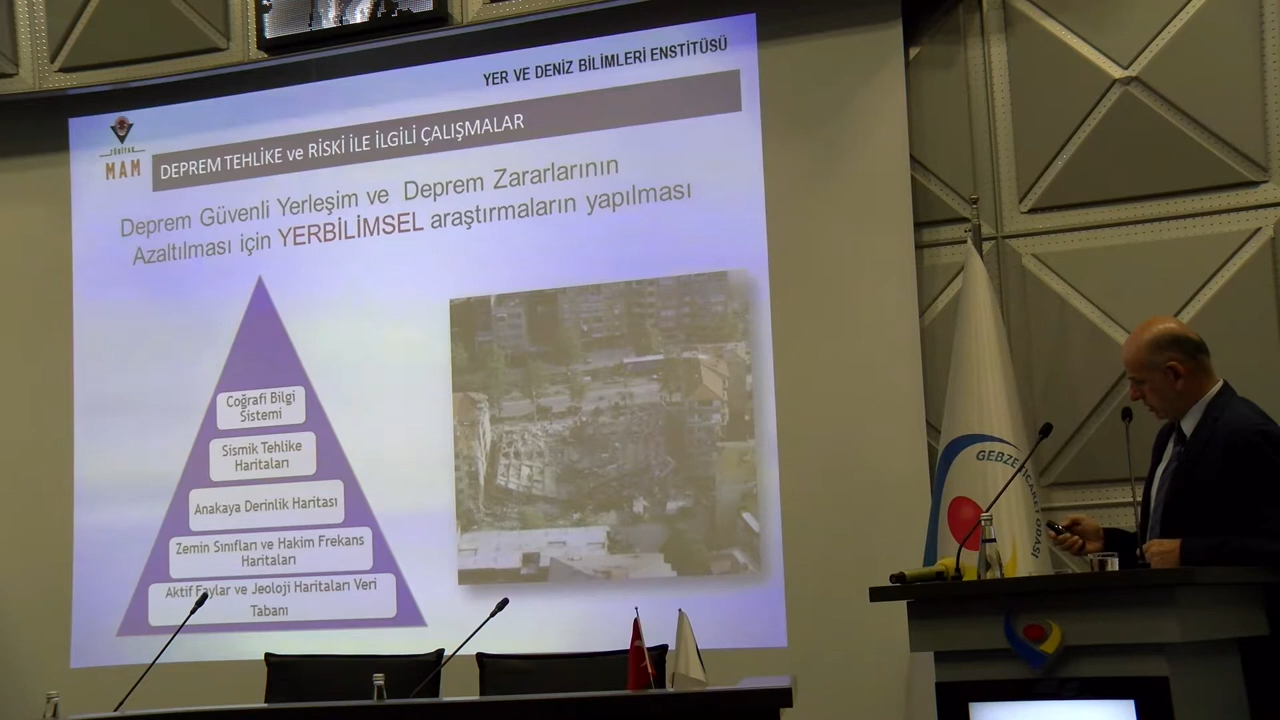 YER VE DENİZ BİLİMLERİ ENSTİTÜSÜ
TÜBİTAK
MAM
DEPREM TEHLİKE ve RİSKİ İLE İLGİLİ ÇALIŞMALAR
Deprem Güvenli Yerleşim ve Deprem Zararlarının
Azaltılması için YERBİLİMSEL araştırmaların yapılması
Coğrafi Bilgi
Sistemi
Sismik Tehlike
Haritaları
Anakaya Derinlik Haritası
Zemin Sınıfları ve Hakim Frekans
Haritaları
Aktif Faylar ve Jeoloji Haritaları Veri
Tabanı
GEBZE TİCARET ODASI